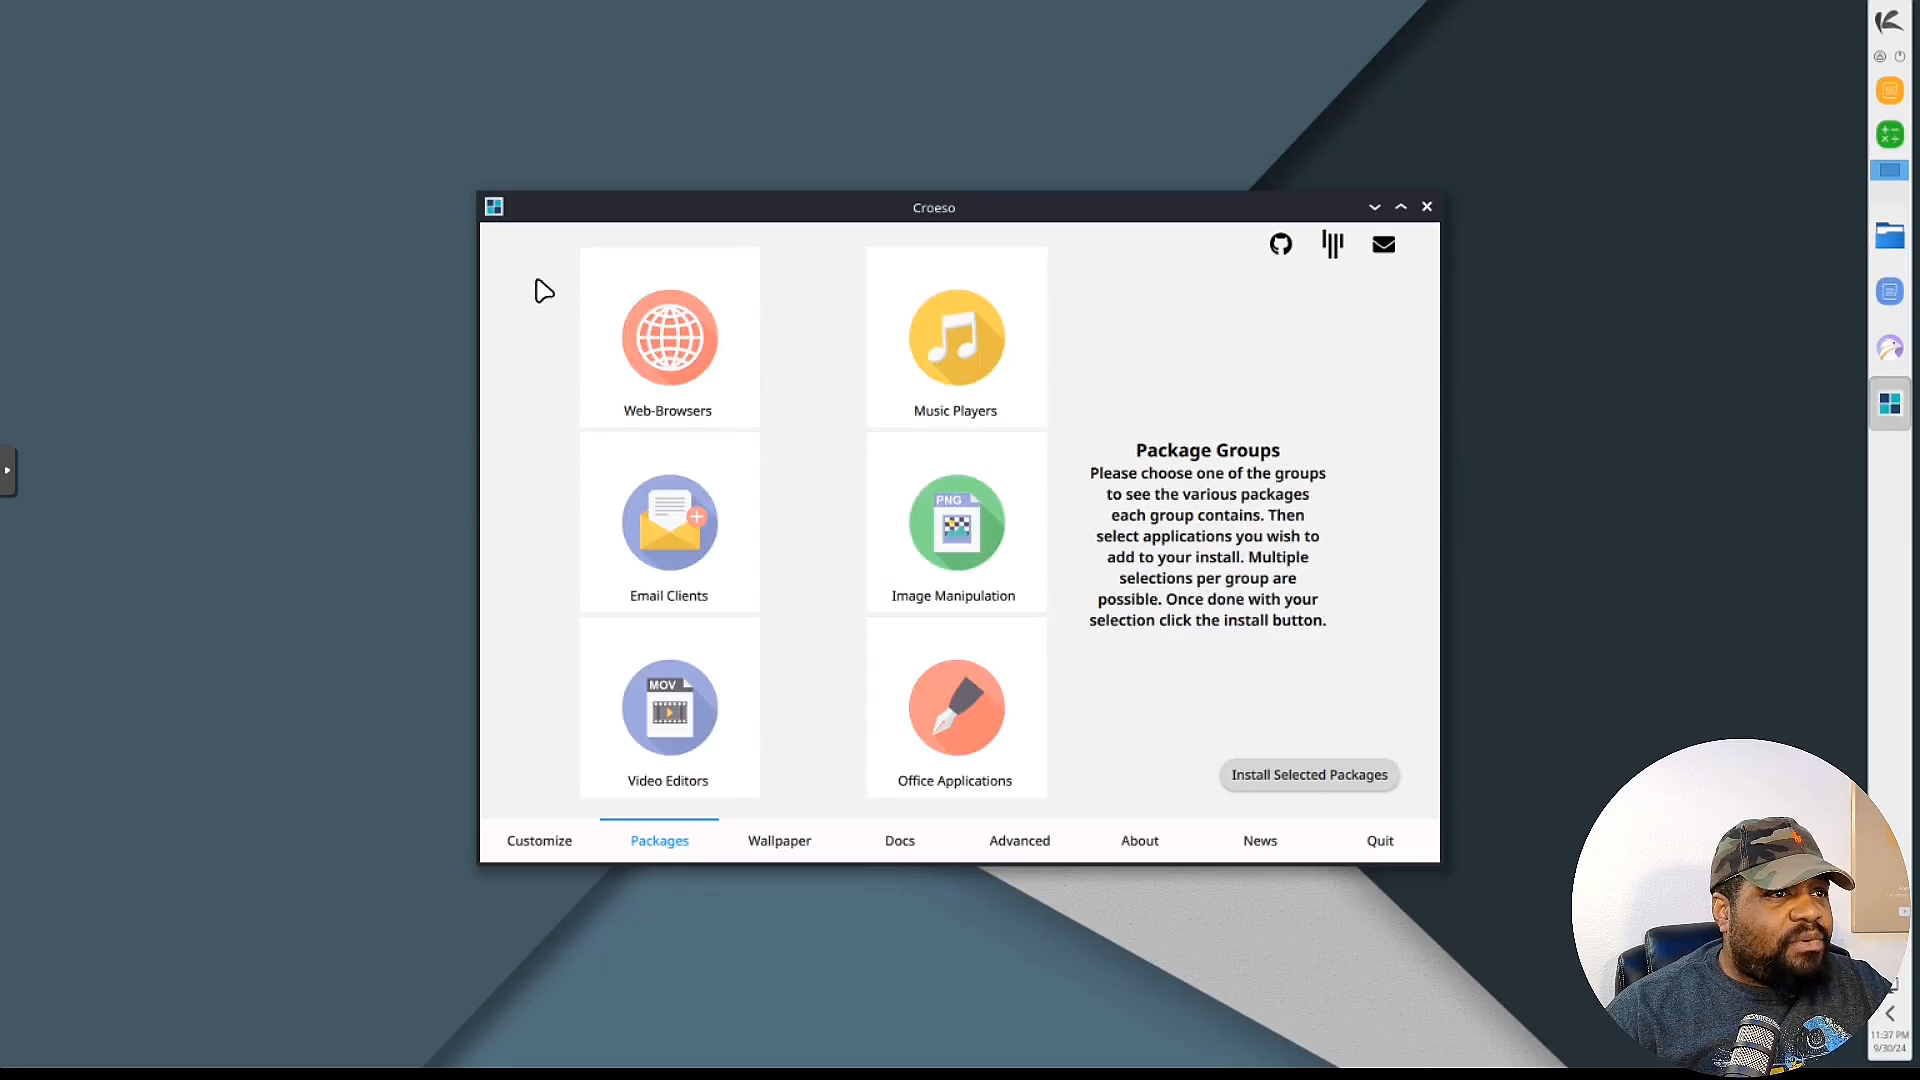 Croeso
Web-Browsers
Music Players
PNG
Email Clients
Image Manipulation
MOV
Video Editors
Office Applications
Package Groups
Please choose one of the groups
to see the various packages
each group contains. Then
select applications you wish to
add to your install. Multiple
selections per group are
possible. Once done with your
selection click the install button.
Install Selected Packages
Customize
Packages
Wallpaper
Docs
Advanced
About
News
Quit
11:37 PM
9/30/24